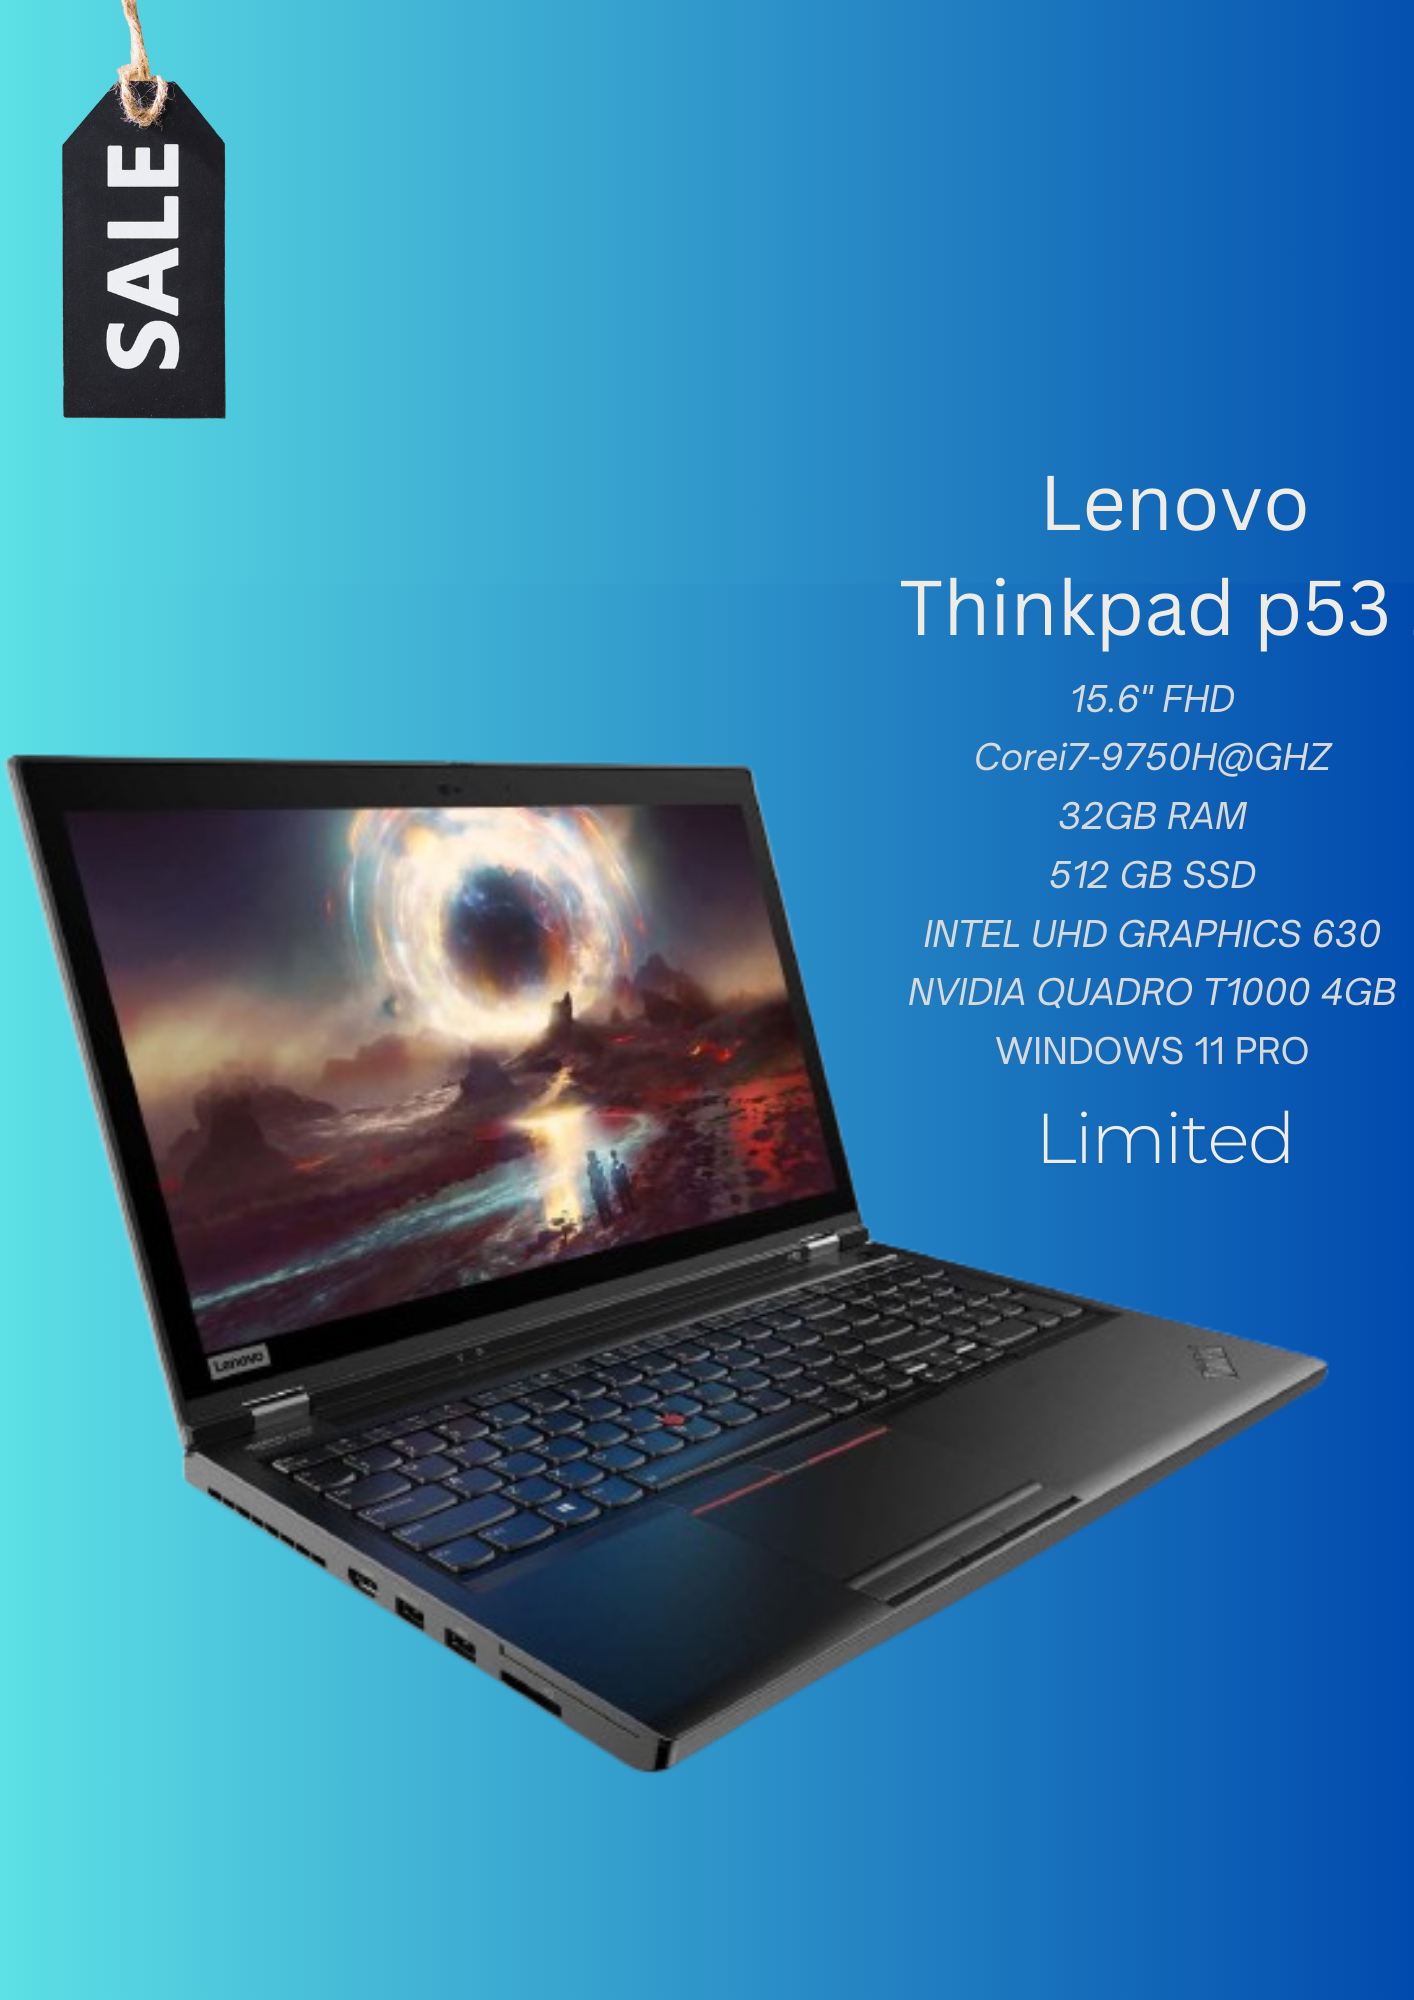 SALE
Lenovo
Thinkpad p53
15.6" FHD
Corei7-9750H@GHZ
32GB RAM
512 GB SSD
INTEL UHD GRAPHICS 630
NVIDIA QUADRO T1000 4GB
WINDOWS 11 PRO
Limited
Lenovo